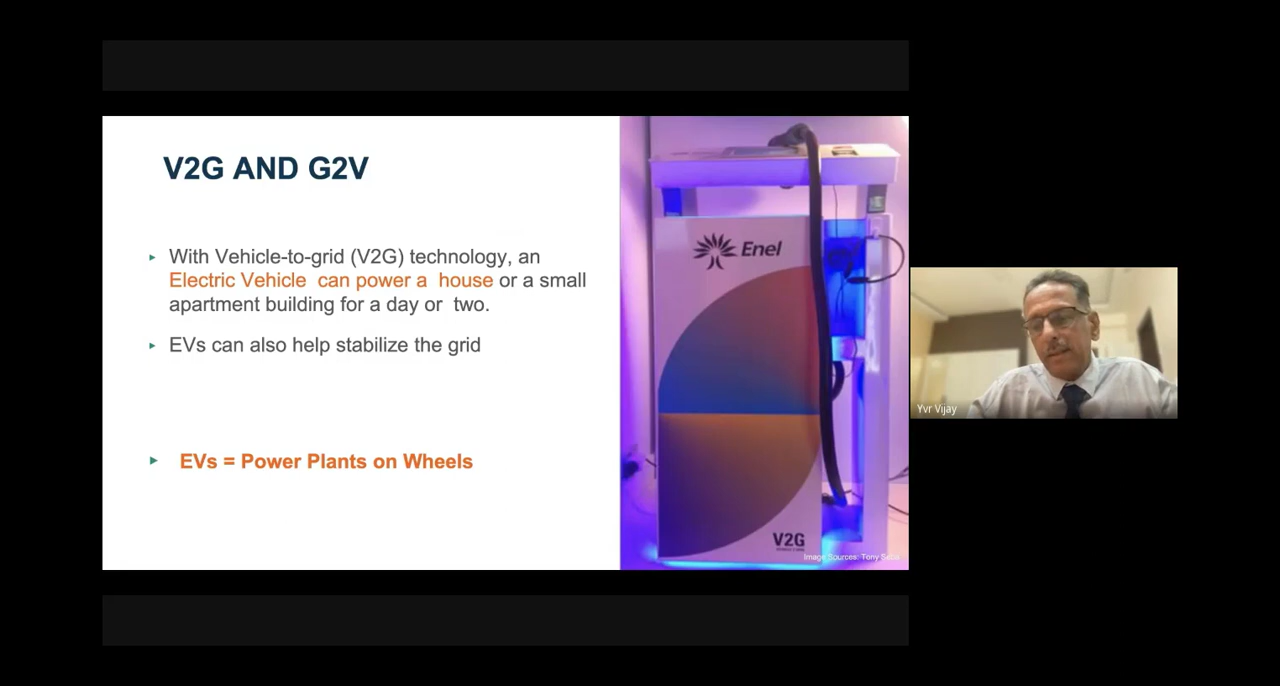 V2G AND G2V
With Vehicle-to-grid (V2G) technology, an
Electric Vehicle can power a house or a small
apartment building for a day or two.
EVs can also help stabilize the grid
EVs = Power Plants on Wheels
Enel
V2G
Image Sources: Tony
Yvr Vijay